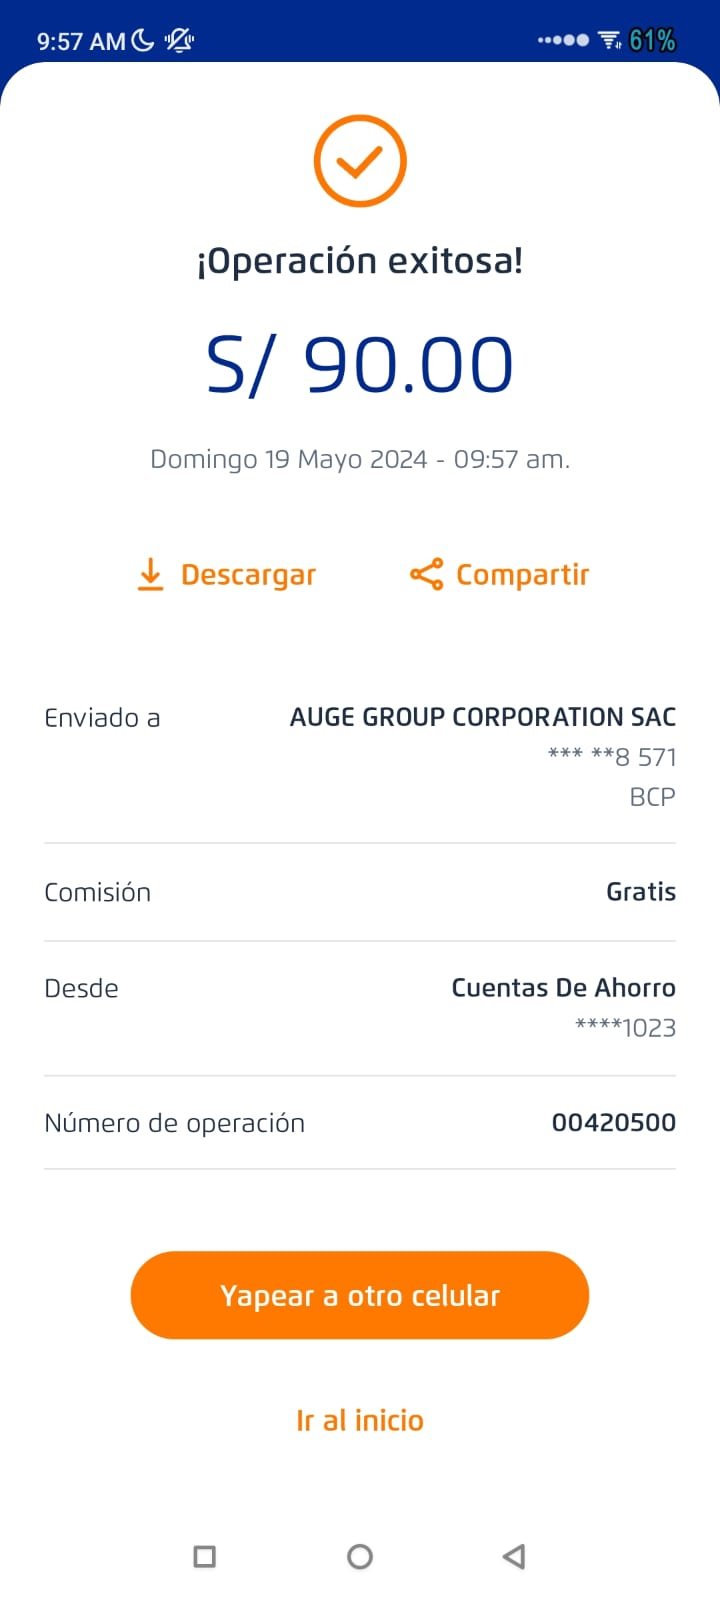 9:57 AM
61%
¡Operación exitosa!
S/ 90.00
Domingo 19 Mayo 2024 - 09:57 am.
Descargar Compartir
Enviado a AUGE GROUP CORPORATION SAC
*** **8 571
BCP
Comisión Gratis
Desde Cuentas De Ahorro
****1023
Número de operación 00420500
Yapear a otro celular
Ir al inicio